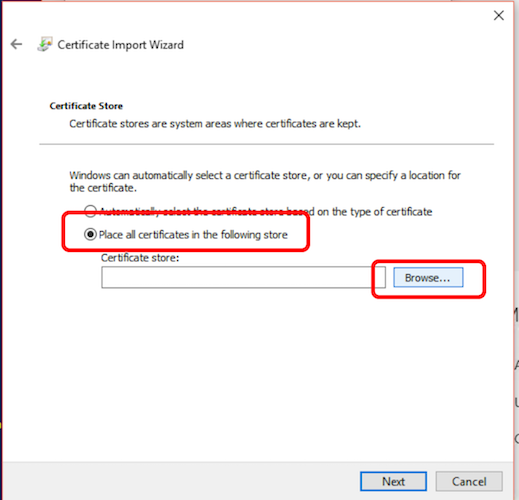 Certificate Import Wizard
Certificate Store
Certificate stores are system areas where certificates are kept.
Windows can automatically select a certificate store, or you can specify a location for
the certificate.
Automatically select the certificate store based on the type of certificate
Place all certificates in the following store
Certificate store:
Browse...
Next
Cancel